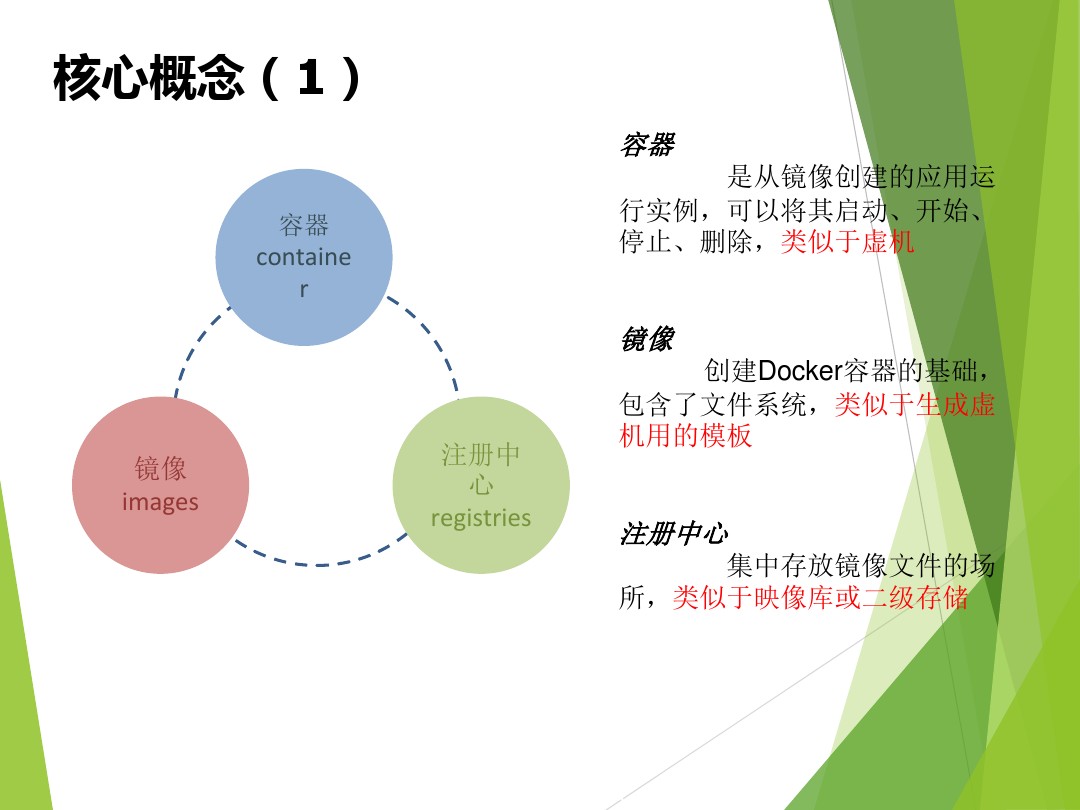 核心概念（1）
容器
containe
r
镜像
images
注册中
心
registries
容器
是从镜像创建的应用运
行实例，可以将其启动、开始、
停止、删除，类似于虚机
镜像
创建Docker容器的基础，
包含了文件系统，类似于生成虚
机用的模板
注册中心
集中存放镜像文件的场
所，类似于映像库或二级存储